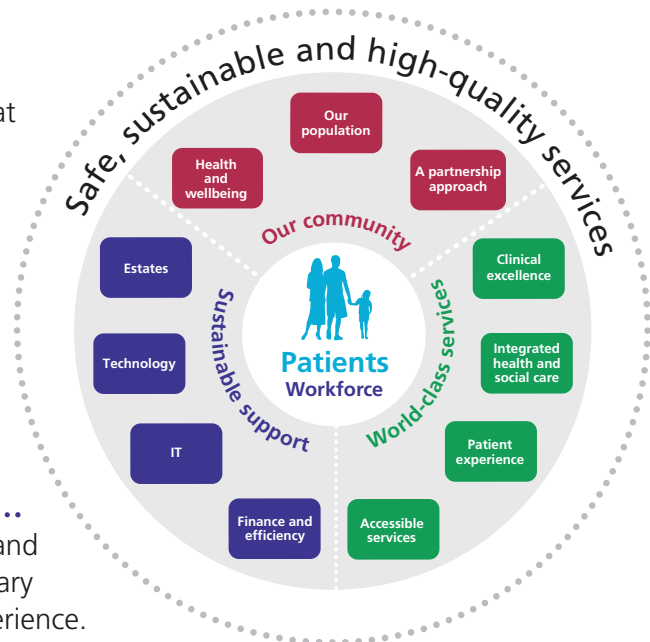 Safe, sustainable and high-quality services
at
Our
population
Health
and
wellbeing
A partnership
approach
Our community
Estates
Clinical
excellence
Technology
Sustainable support
Patients
Workforce
World-class services
Integrated
health and
social care
IT
Patient
experience
Finance and
efficiency
Accessible
services
..
and
ary
erience.